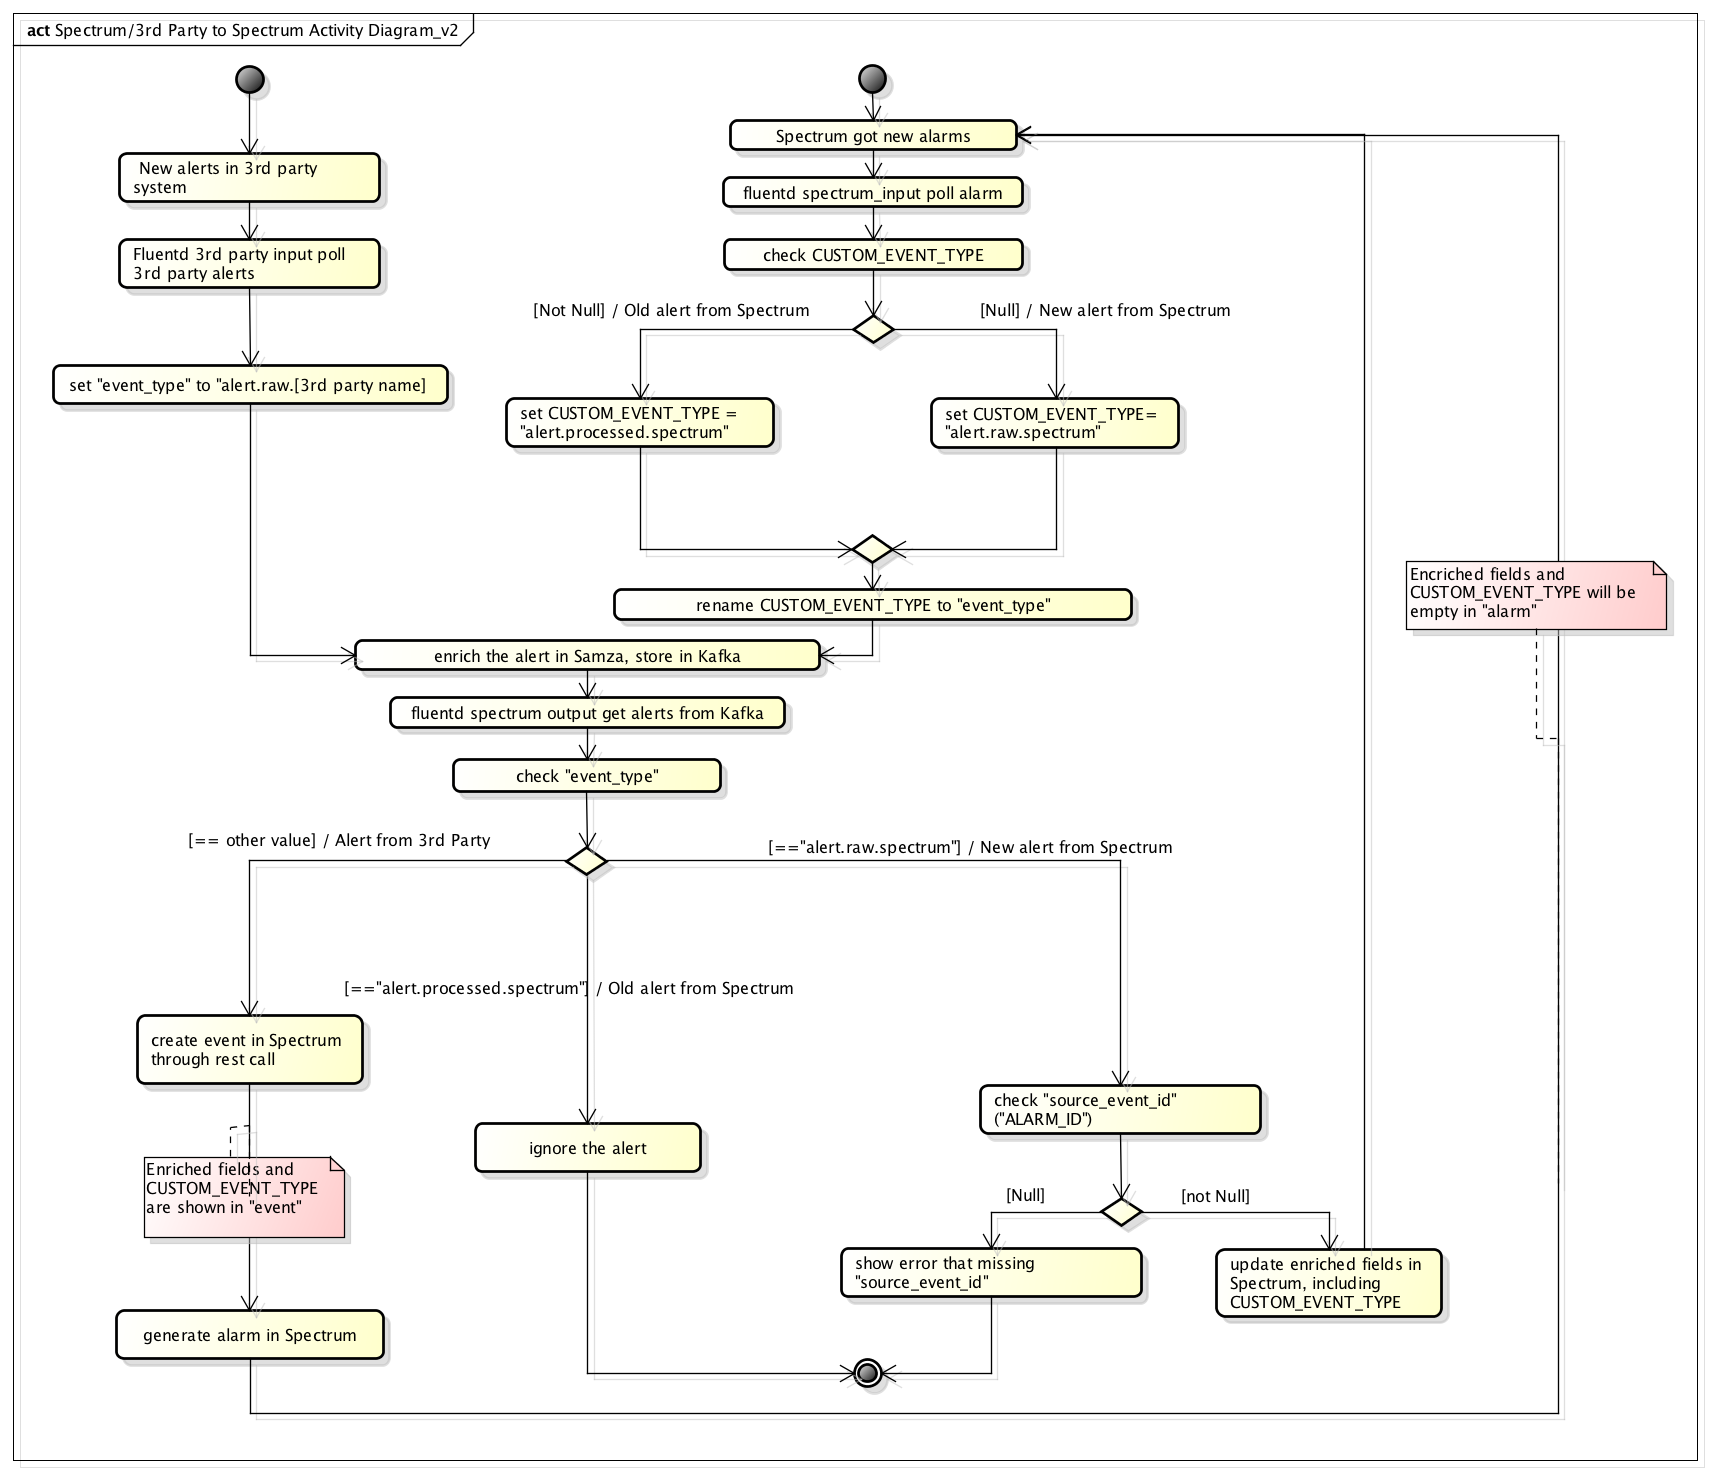 act Spectrum/3rd Party to Spectrum Activity Diagram_v2
New alerts in 3rd party
system
Fluentd 3rd party input poll
3rd party alerts
set "event_type" to "alert.raw.[3rd party name]
Spectrum got new alarms
fluentd spectrum_input poll alarm
check CUSTOM_EVENT_TYPE
[Not Null] / Old alert from Spectrum
[Null] / New alert from Spectrum
set CUSTOM_EVENT_TYPE =
"alert.processed.spectrum"
set CUSTOM_EVENT_TYPE=
"alert.raw.spectrum"
rename CUSTOM_EVENT_TYPE to "event_type"
Encriched fields and
CUSTOM_EVENT_TYPE will be
empty in "alarm"
enrich the alert in Samza, store in Kafka
fluentd spectrum output get alerts from Kafka
check "event_type"
[== other value] / Alert from 3rd Party
[=="alert.raw.spectrum"] / New alert from Spectrum
[=="alert.processed.spectrum"] / Old alert from Spectrum
create event in Spectrum
through rest call
Enriched fields and
CUSTOM_EVENT_TYPE
are shown in "event"
generate alarm in Spectrum
ignore the alert
check "source_event_id"
("ALARM_ID")
[Null]
[not Null]
show error that missing
"source_event_id"
update enriched fields in
Spectrum, including
CUSTOM_EVENT_TYPE